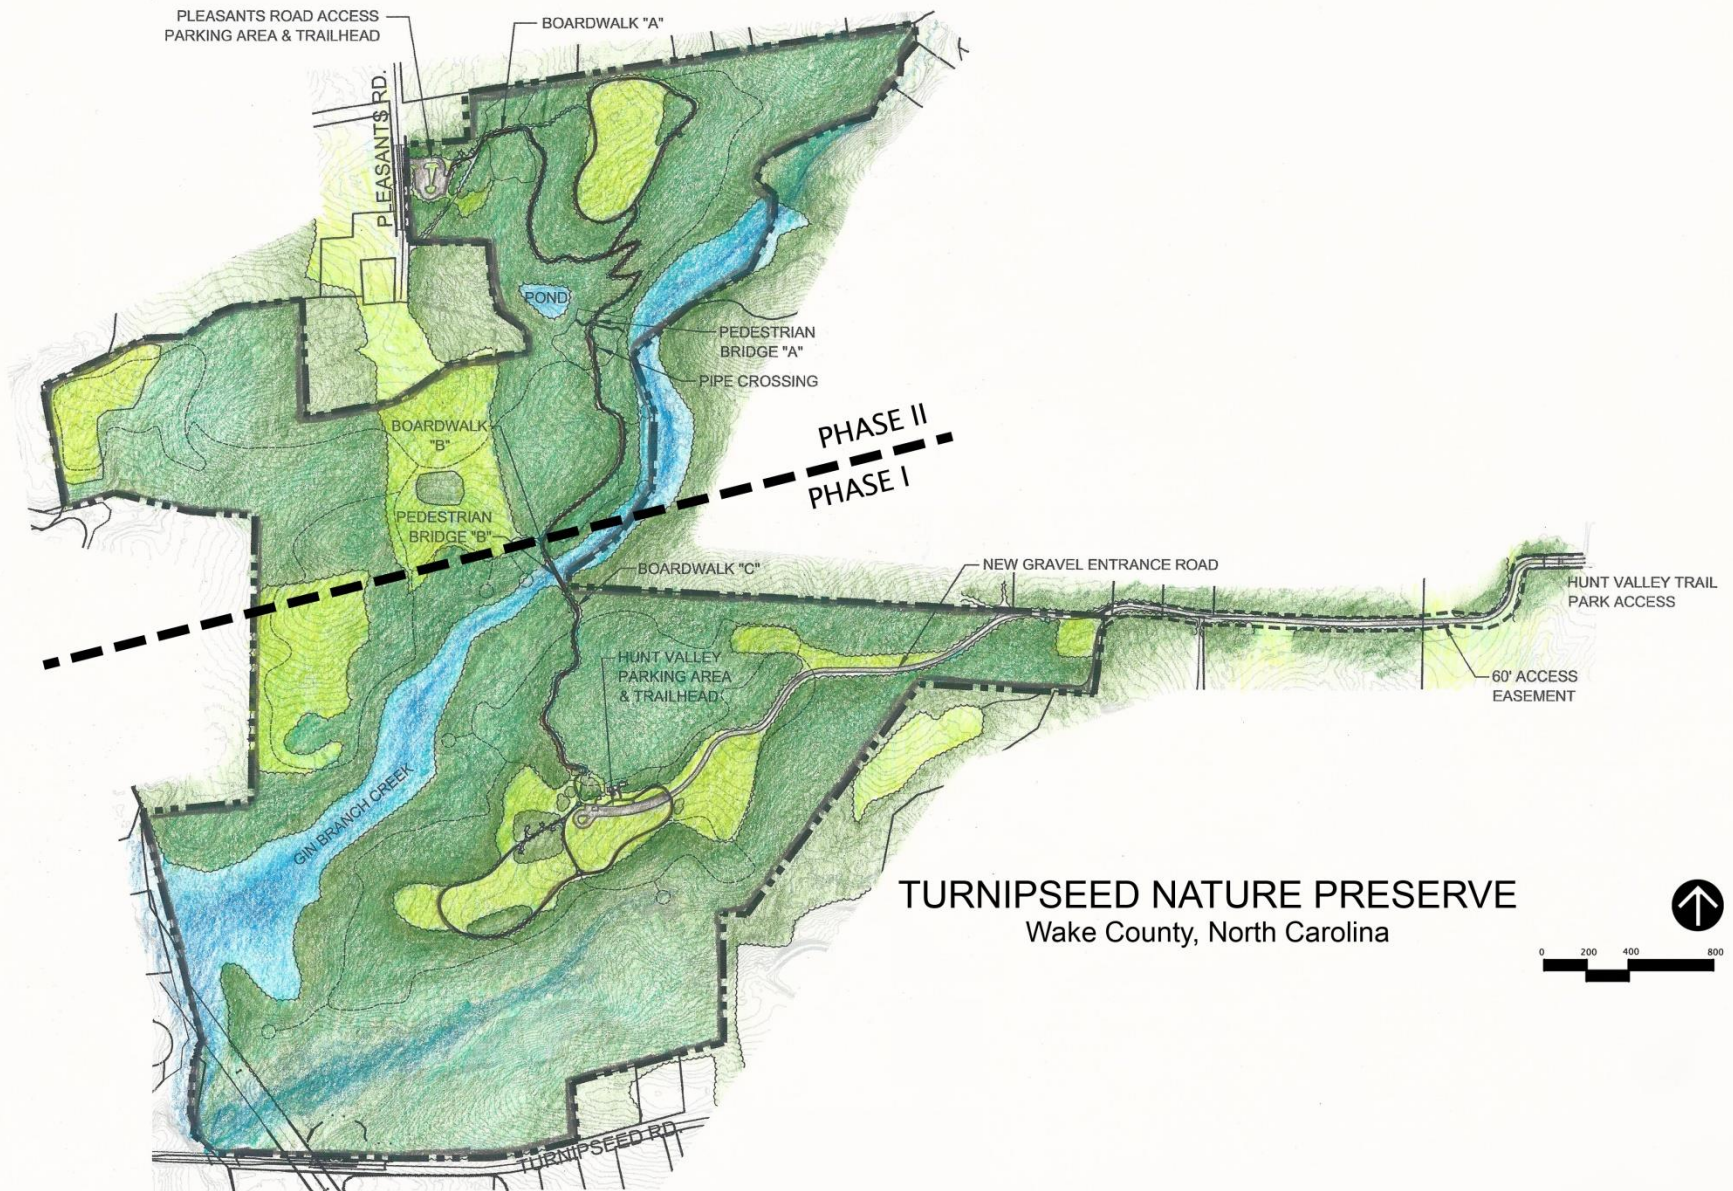 PLEASANTS ROAD ACCESS
PARKING AREA & TRAILHEAD
BOARDWALK "A"
PLEASANTS RD.
POND
PEDESTRIAN
BRIDGE "A"
PIPE CROSSING
BOARDWALK
"B"
PHASE II
PHASE I
PEDESTRIAN
BRIDGE "B"
BOARDWALK "C"
NEW GRAVEL ENTRANCE ROAD
HUNT VALLEY TRAIL
PARK ACCESS
HUNT VALLEY
PARKING AREA
& TRAILHEAD
60' ACCESS
EASEMENT
GIN BRANCH CREEK
TURNIPSEED NATURE PRESERVE
Wake County, North Carolina
0 200 400 800
TURNIPSEED RD.